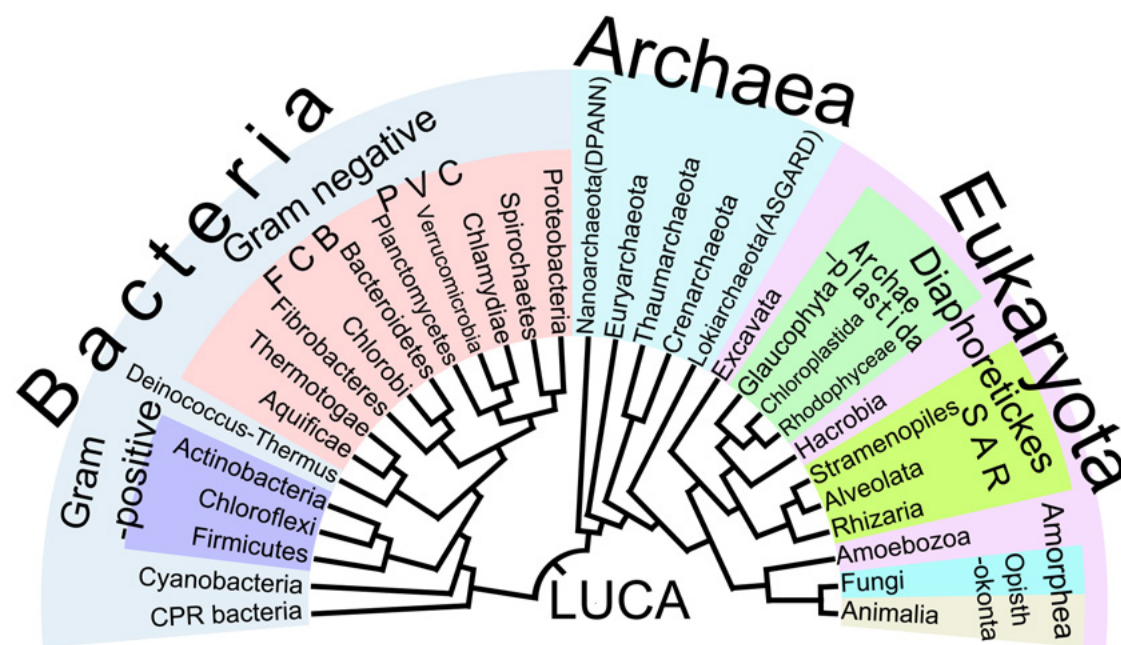 Bacteria
Archaea
Eukaryota
Gram negative
Gram
-positive
P V C
F C B
CPR bacteria
Cyanobacteria
Firmicutes
Chloroflexi
Actinobacteria
Deinococcus-Thermus
Aquificae
Thermotogae
Fibrobacteres
Chlorobi
Bacteroidetes
Planctomycetes
Verrucomicrobia
Chlamydiae
Spirochaetes
Proteobacteria
Nanoarchaeota(DPANN)
Euryarchaeota
Thaumarchaeota
Crenarchaeota
Lokiarchaeota(ASGARD)
Excavata
Glaucophyta
Chloroplastida
Rhodophyceae
Archae
-plastida
Diaphoretickes
Hacrobia
Stramenopiles
Alveolata
Rhizaria
S A R
Amoebozoa
Fungi
Animalia
Opisth
-okonta
Amorphea
LUCA